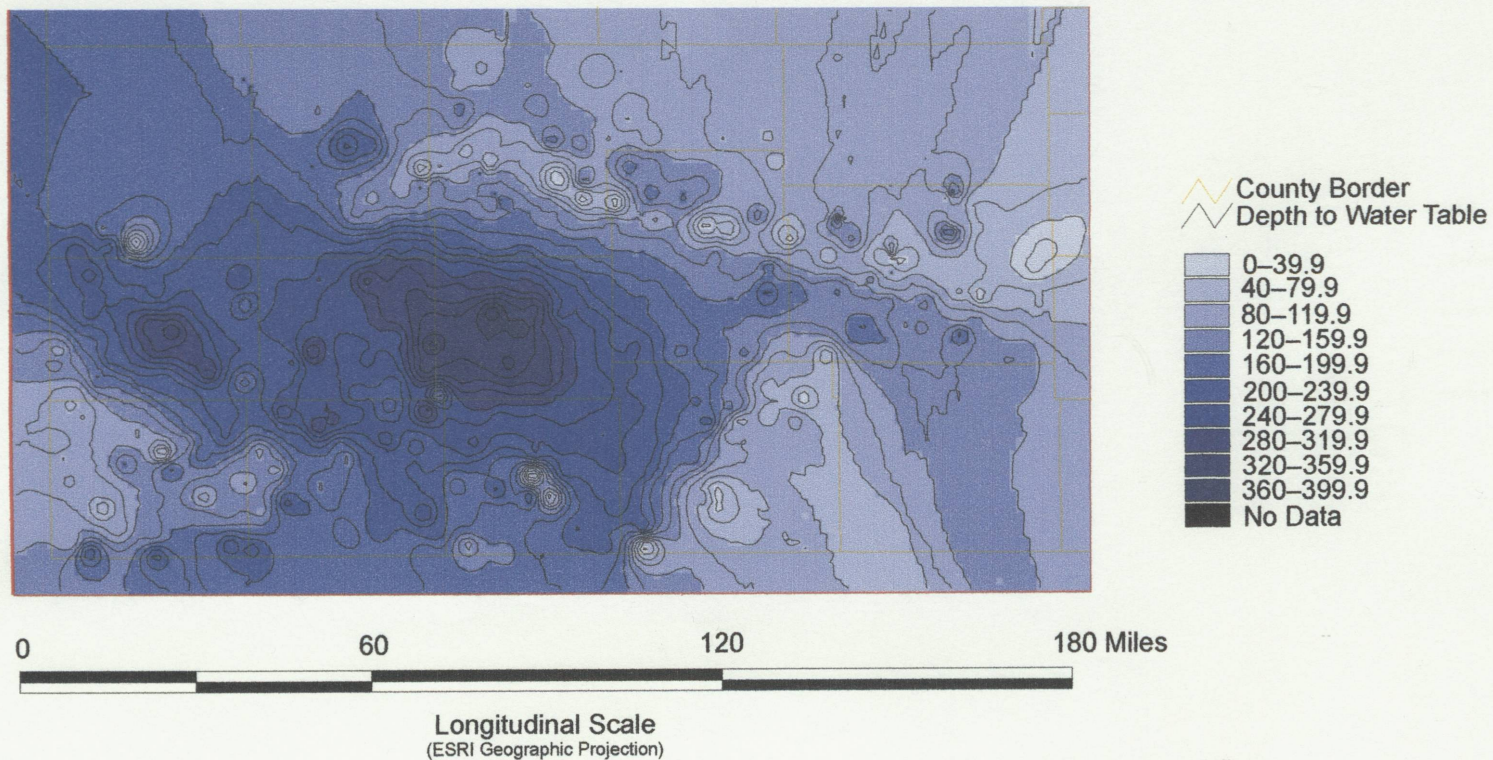 County Border
Depth to Water Table
0–39.9
40–79.9
80–119.9
120–159.9
160–199.9
200–239.9
240–279.9
280–319.9
320–359.9
360–399.9
No Data
0 60 120 180 Miles
Longitudinal Scale
(ESRI Geographic Projection)